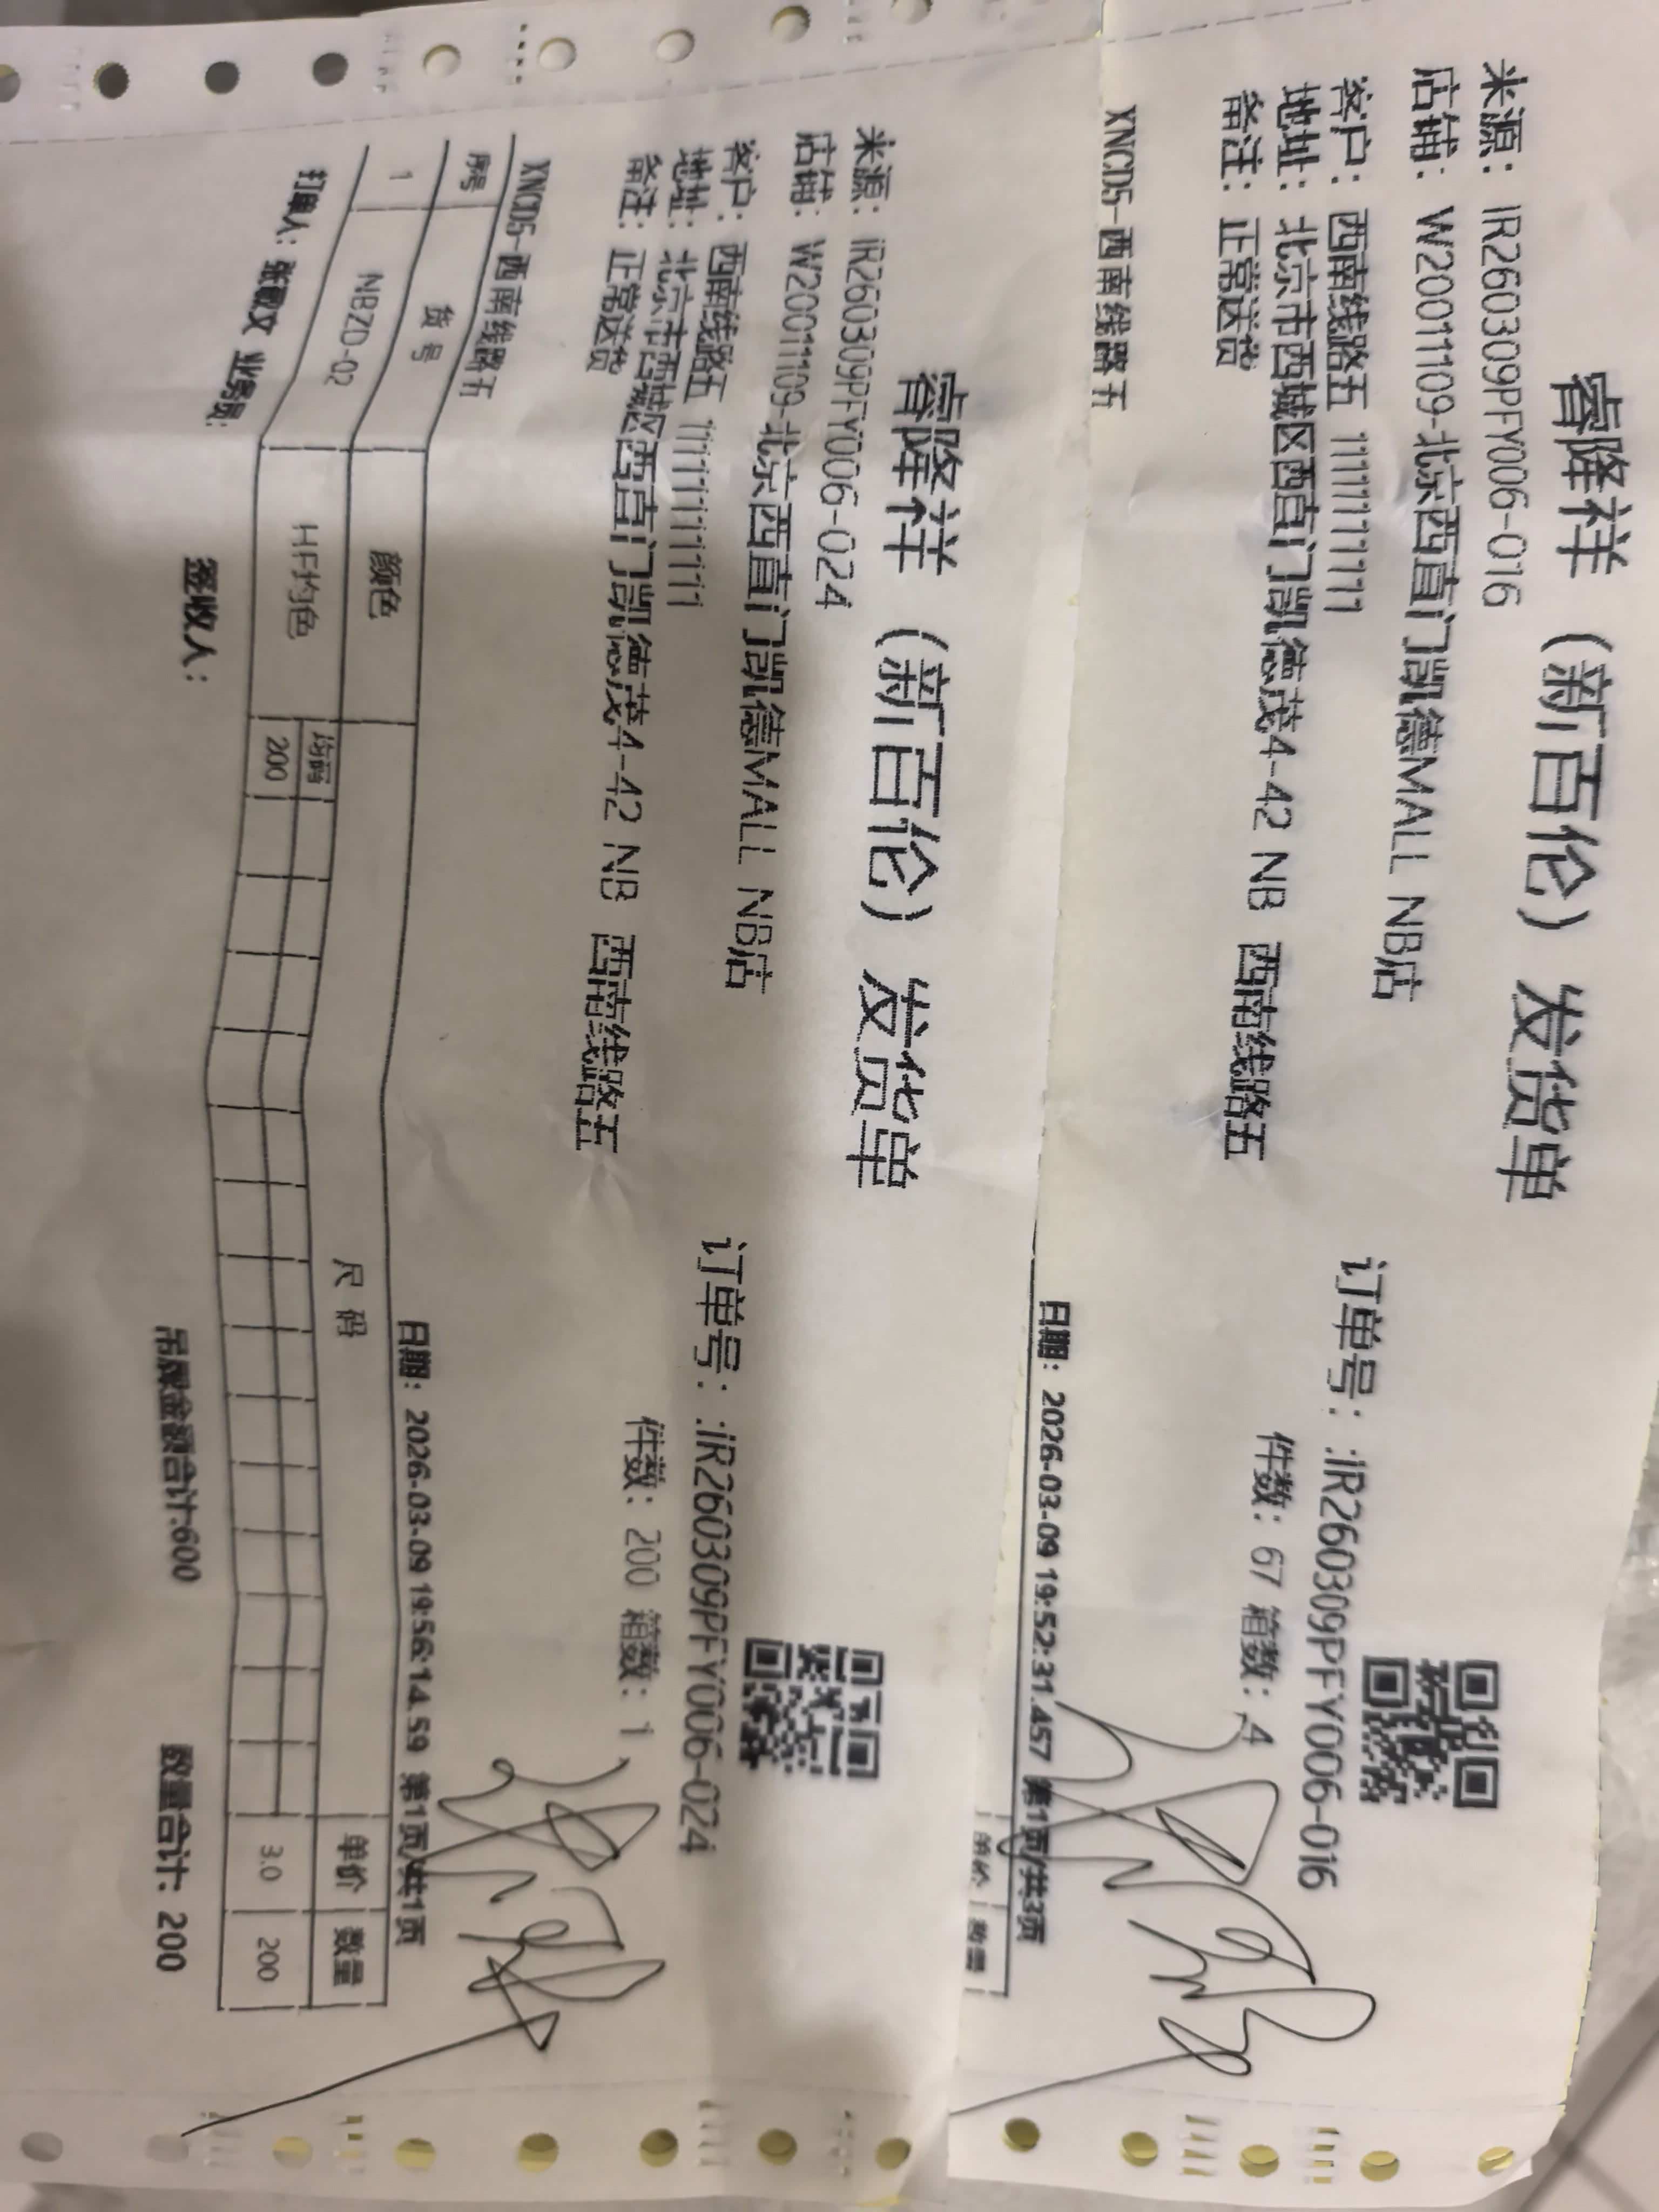 睿隆祥（新百伦）发货单
来源：IR260309PFY006-016
店铺：W20011109-北京西直门凯德MALL NB店
订单号：:IR260309PFY006-016
客户：西南线路五 11111111111
地址：北京市西城区西直门凯德茂4-42 NB 西南线路五
件数：67 箱数：4
备注：正常送货
XNCD5-西南线路五
日期：2026-03-09 19:52:31.457 第1页/共3页
单价 数量
睿隆祥（新百伦）发货单
来源：IR260309PFY006-024
店铺：W20011109-北京西直门凯德MALL NB店
订单号：:IR260309PFY006-024
客户：西南线路五 11111111111
地址：北京市西城区西直门凯德茂4-42 NB 西南线路五
件数：200 箱数：1
备注：正常送货
XNCD5-西南线路五
日期：2026-03-09 19:56:14.59 第1页/共1页
序号 货号 颜色 尺码 单价 数量
均码
1 NBZD-02 HF均色 200 3.0 200
打单人：张敬文 业务员：
签收人：
吊牌金额合计:600
数量合计：200